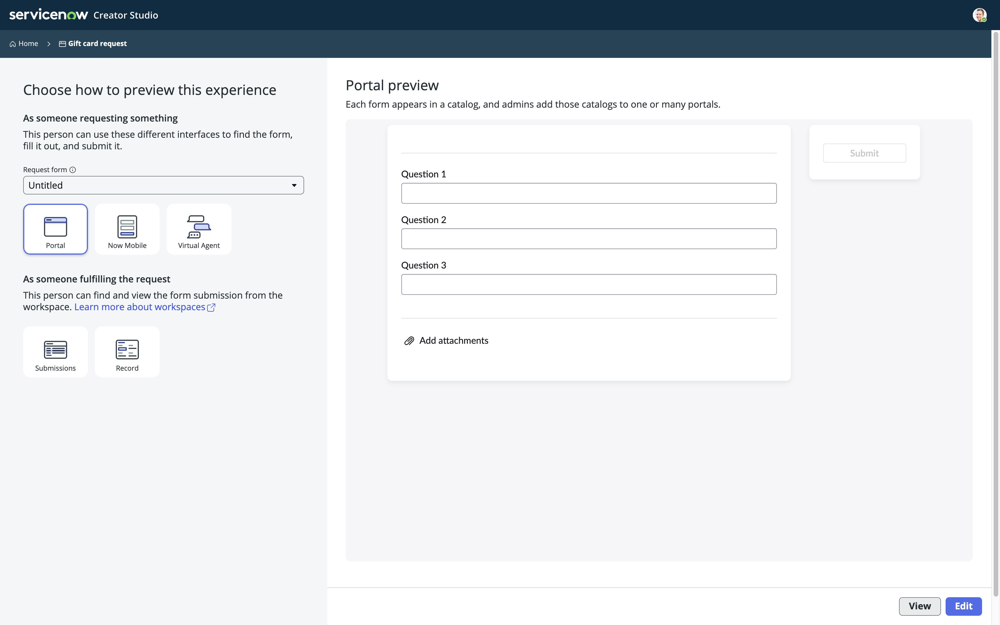 servicenow Creator Studio
Home > Gift card request
Choose how to preview this experience
As someone requesting something
This person can use these different interfaces to find the form,
fill it out, and submit it.
Request form
Untitled
Portal
Now Mobile
Virtual Agent
As someone fulfilling the request
This person can find and view the form submission from the
workspace. Learn more about workspaces
Submissions
Record
Portal preview
Each form appears in a catalog, and admins add those catalogs to one or many portals.
Submit
Question 1
Question 2
Question 3
Add attachments
View
Edit